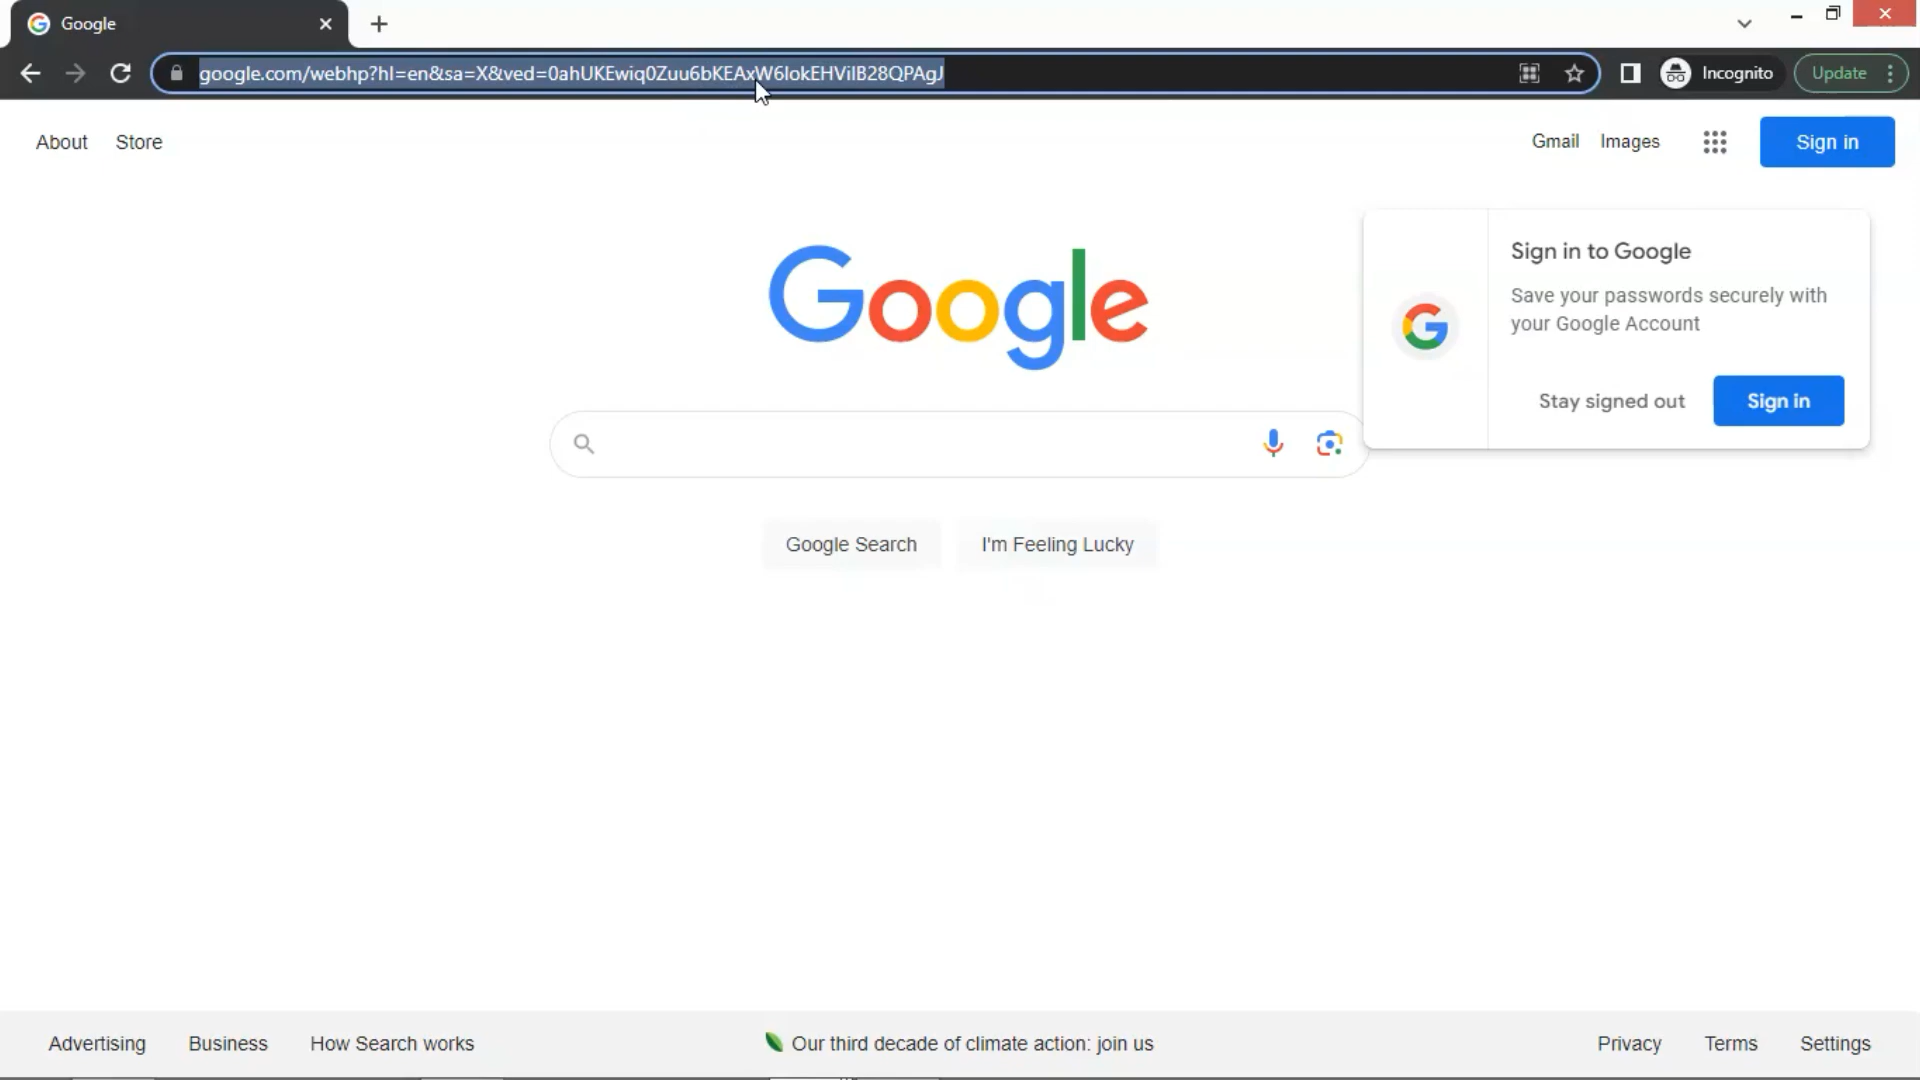 Google
google.com/webhp?hl=en&sa=X&ved=0ahUKEwiq0Zuu6bKEAxW6IokEHViIB28QPAgJ
Incognito
Update
About
Store
Gmail
Images
Sign in
Google
Sign in to Google
Save your passwords securely with
your Google Account
Stay signed out
Sign in
Google Search
I'm Feeling Lucky
Advertising
Business
How Search works
Our third decade of climate action: join us
Privacy
Terms
Settings